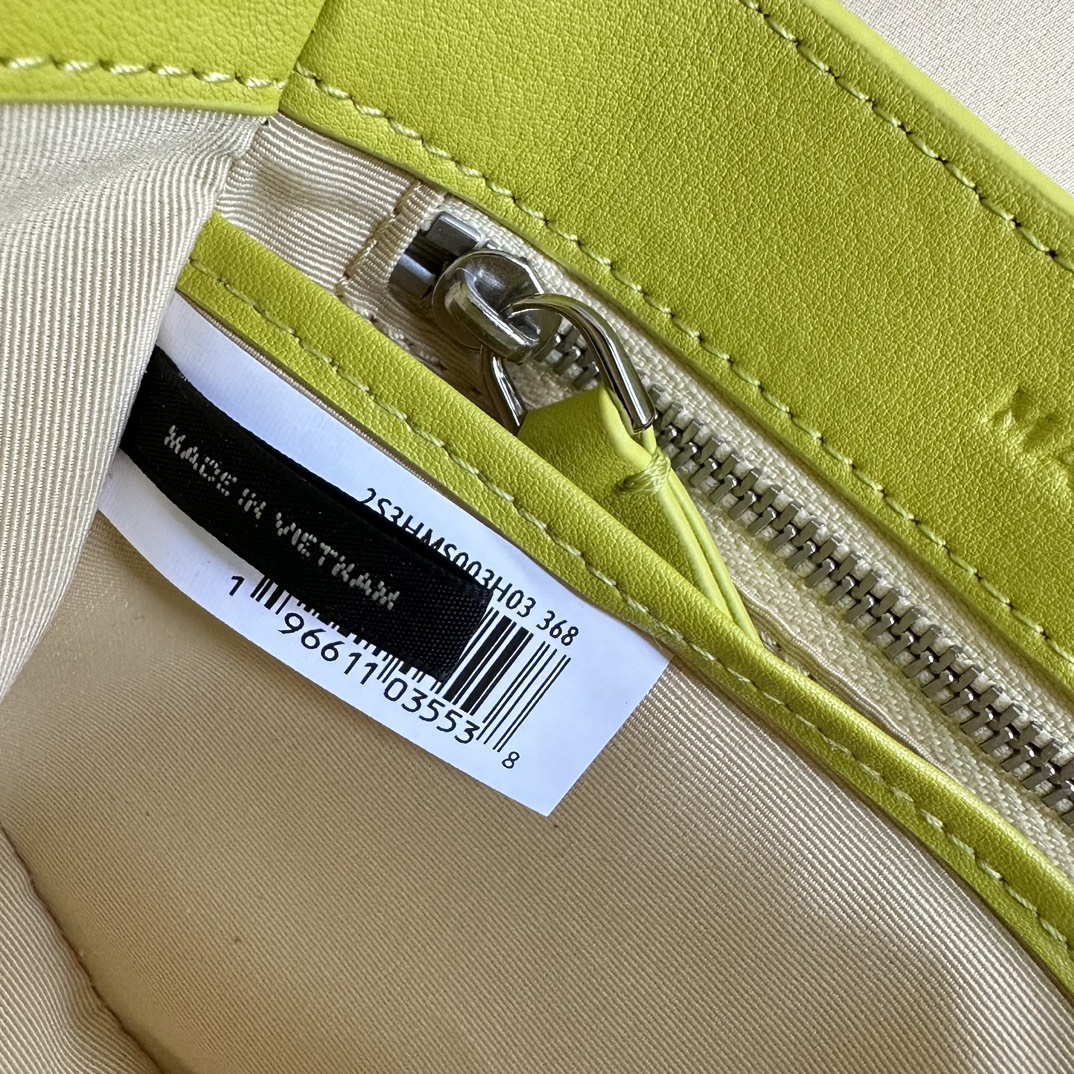 MADE IN VIETNAM
2S3HMS003H03 368
1 96611 03553 8